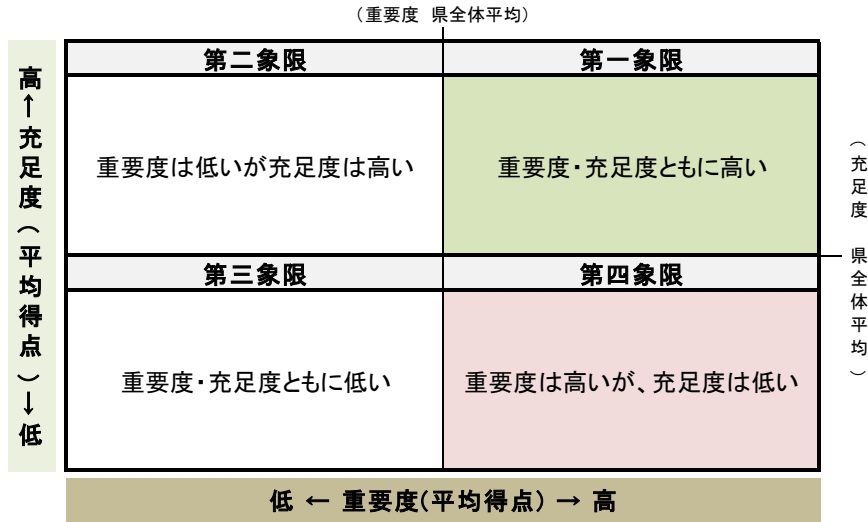 （重要度 県全体平均）
第二象限
第一象限
高↑充足度（平均得点）↓低
重要度は低いが充足度は高い
重要度・充足度ともに高い
（充足度 県全体平均）
第三象限
第四象限
重要度・充足度ともに低い
重要度は高いが、充足度は低い
低 ← 重要度(平均得点) → 高